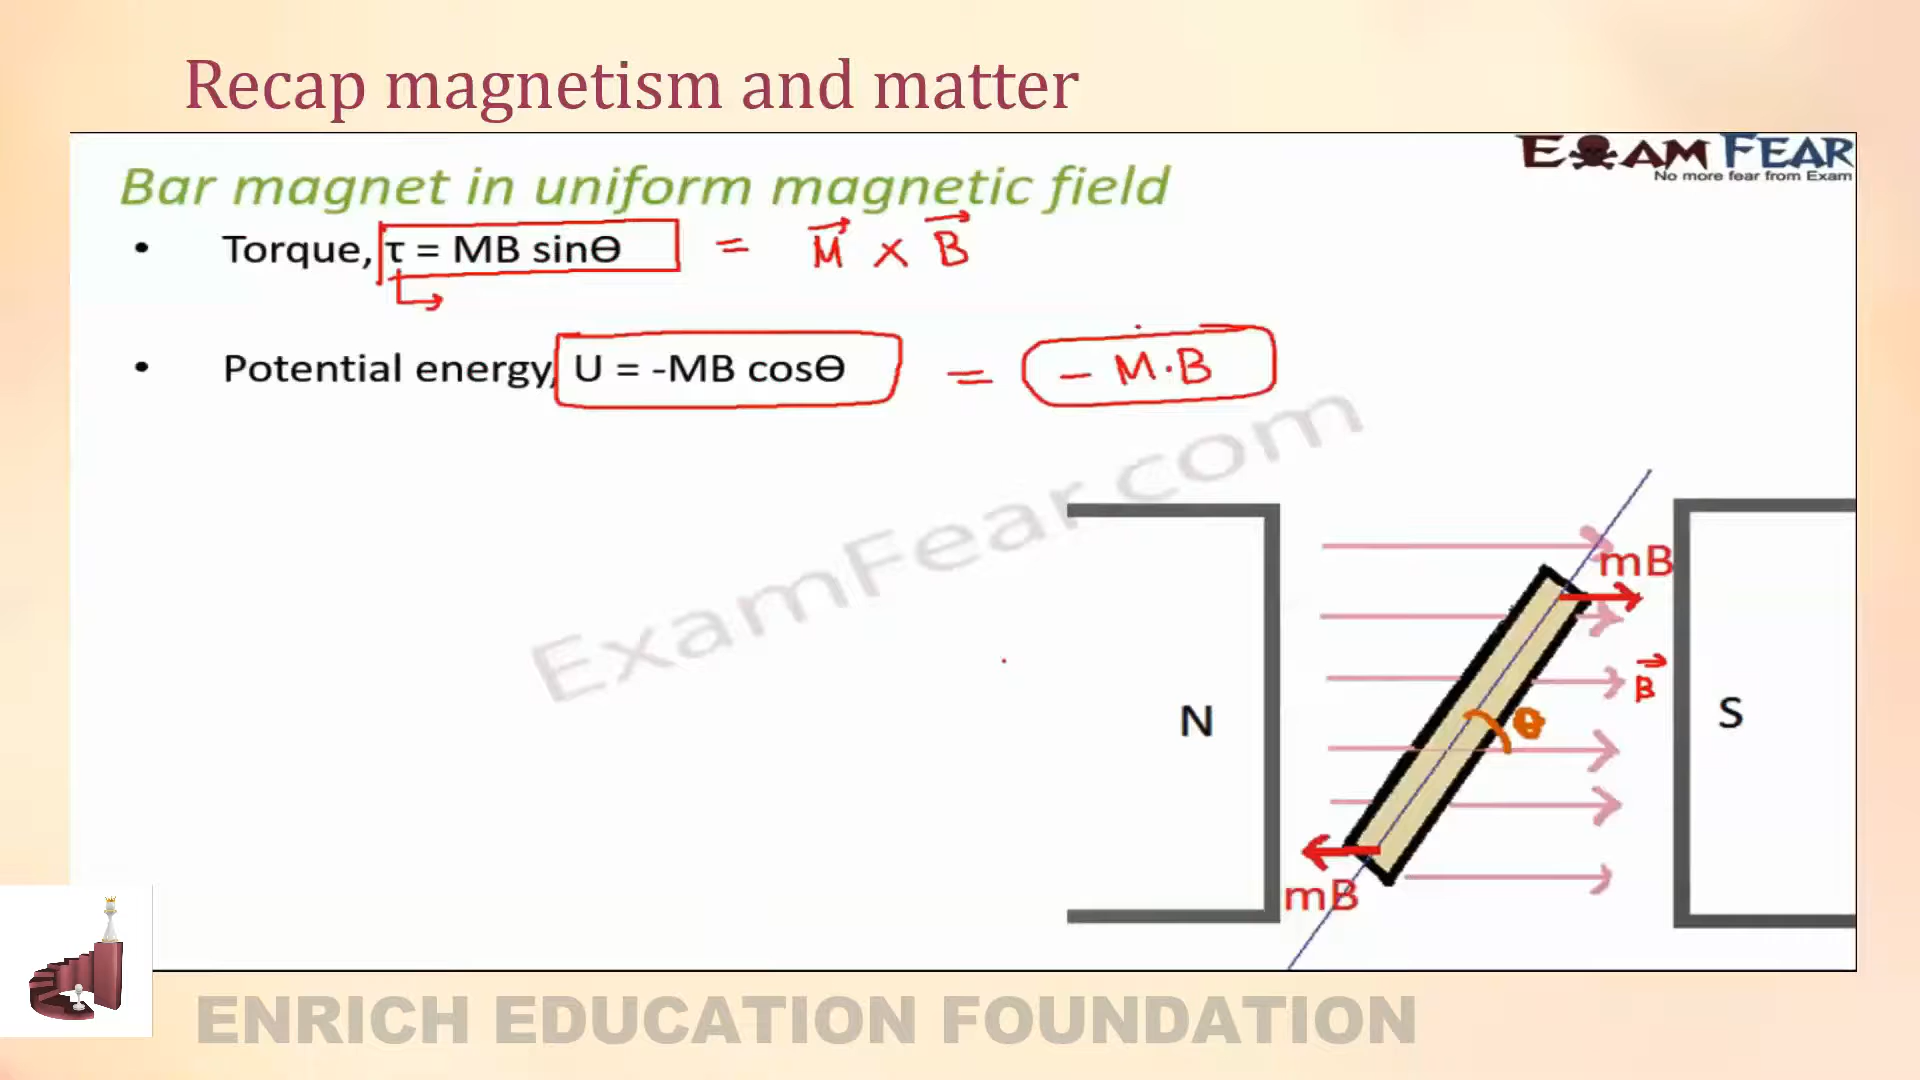 Recap magnetism and matter
EXAM FEAR
No more fear from Exam
Bar magnet in uniform magnetic field
• Torque, τ = MB sinθ = M × B
• Potential energy, U = -MB cosθ = - M·B
ExamFear.com
mB
B
N
S
θ
mB
ENRICH EDUCATION FOUNDATION